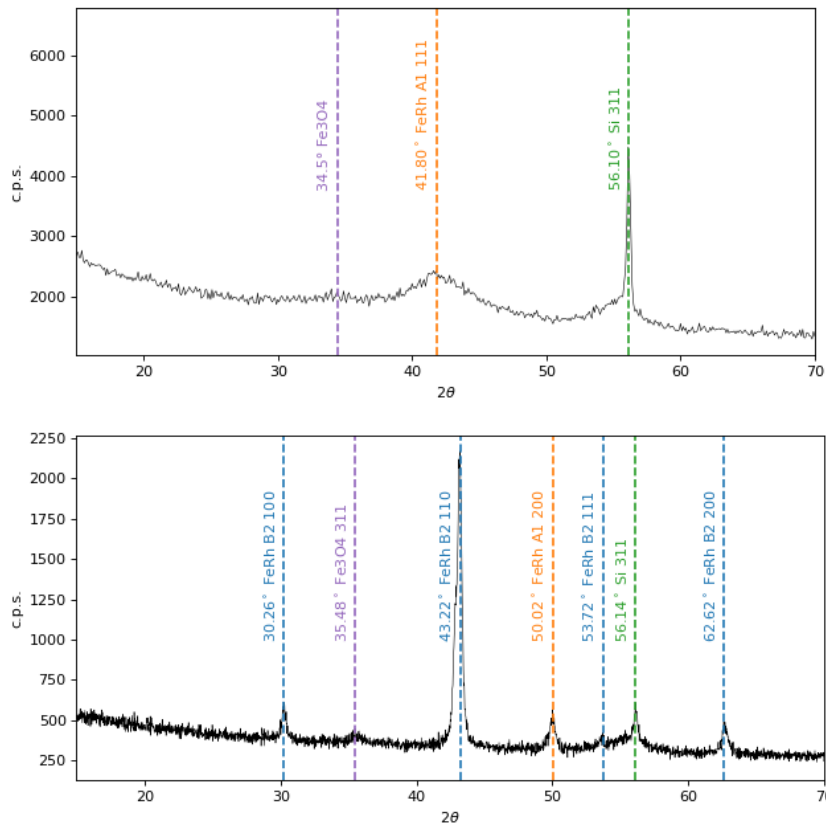 6000
5000
4000
3000
2000
c.p.s.
34.5° Fe3O4
41.80° FeRh A1 111
56.10° Si 311
20
30
40
50
60
70
2θ
2250
2000
1750
1500
1250
1000
750
500
250
c.p.s.
30.26° FeRh B2 100
35.48° Fe3O4 311
43.22° FeRh B2 110
50.02° FeRh A1 200
53.72° FeRh B2 111
56.14° Si 311
62.62° FeRh B2 200
20
30
40
50
60
70
2θ